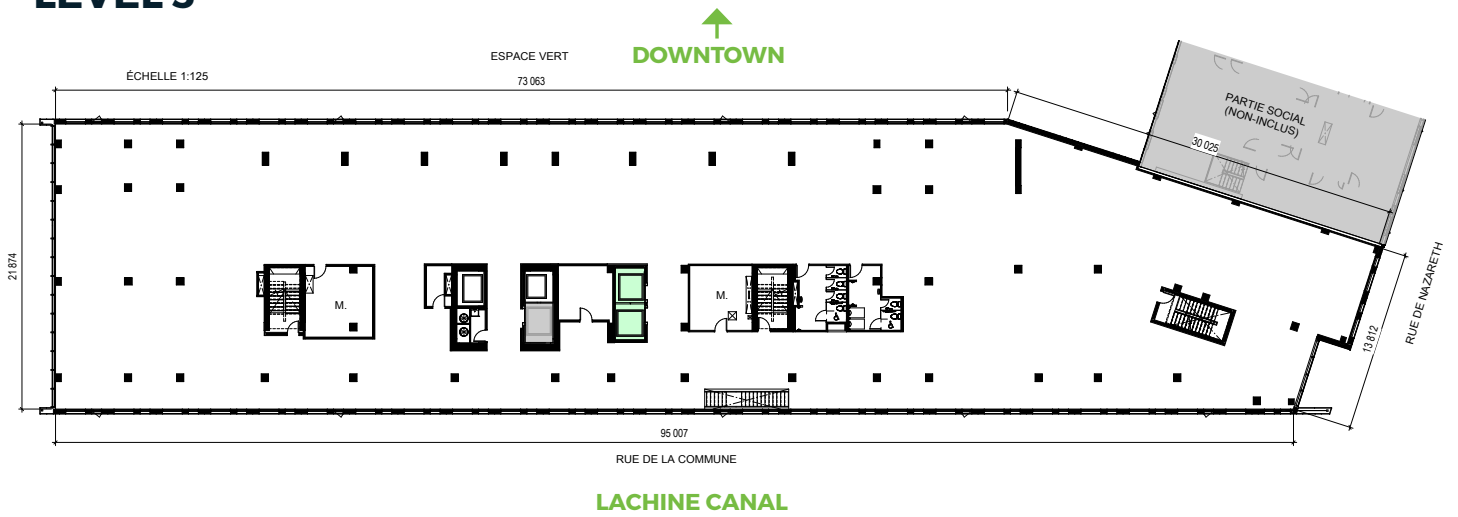 LEVEL 3
DOWNTOWN
ESPACE VERT
ÉCHELLE 1:125
73 063
PARTIE SOCIAL
(NON-INCLUS)
30 025
21 874
M.
M.
13 812
RUE DE NAZARETH
95 007
RUE DE LA COMMUNE
LACHINE CANAL